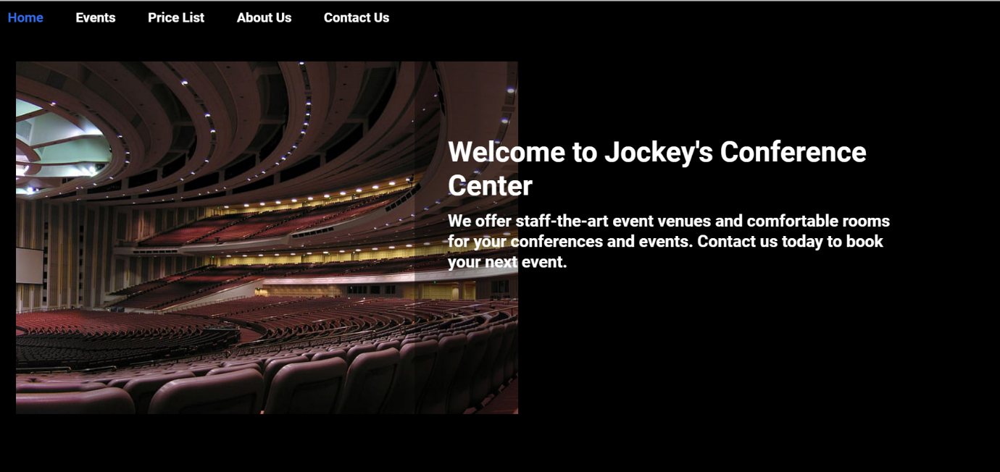 Home Events Price List About Us Contact Us
Welcome to Jockey's Conference
Center
We offer staff-the-art event venues and comfortable rooms
for your conferences and events. Contact us today to book
your next event.